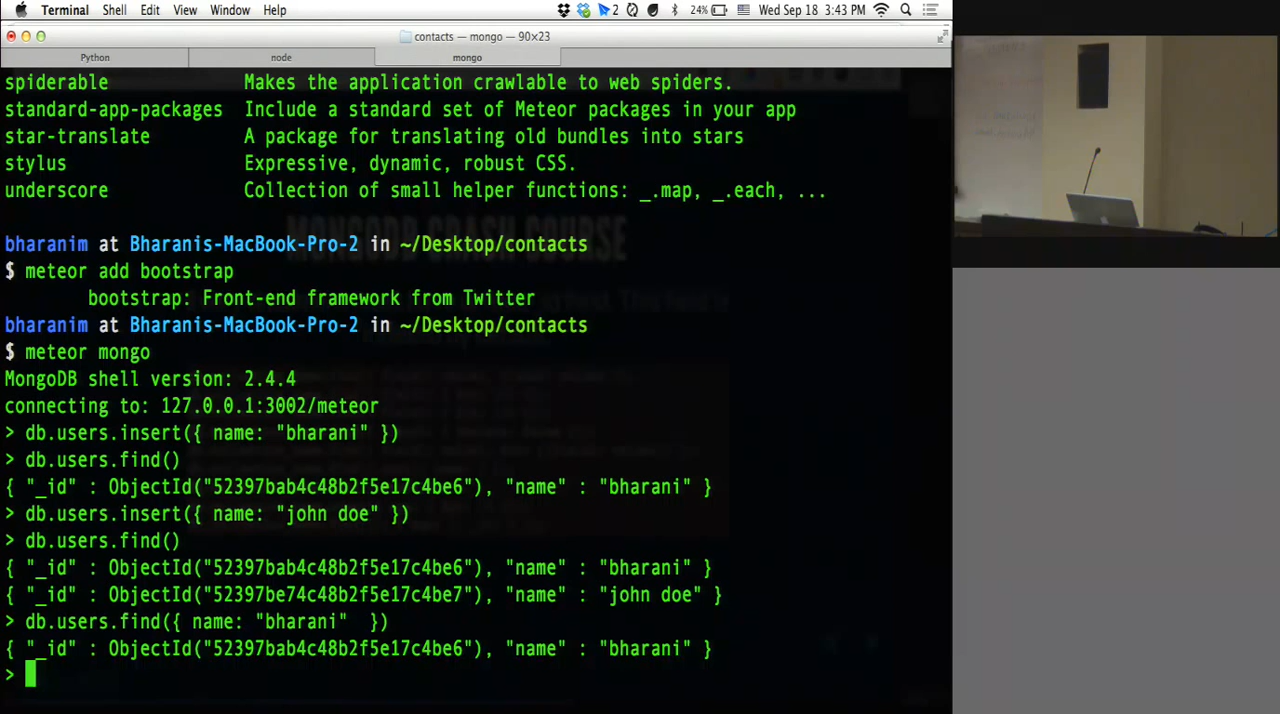 Terminal Shell Edit View Window Help 2 24% Wed Sep 18 3:43 PM
contacts — mongo — 90×23
Python node mongo
spiderable Makes the application crawlable to web spiders.
standard-app-packages Include a standard set of Meteor packages in your app
star-translate A package for translating old bundles into stars
stylus Expressive, dynamic, robust CSS.
underscore Collection of small helper functions: _.map, _.each, ...
MONGODB CRASH COURSE
bharanim at Bharanis-MacBook-Pro-2 in ~/Desktop/contacts
$ meteor add bootstrap
bootstrap: Front-end framework from Twitter
bharanim at Bharanis-MacBook-Pro-2 in ~/Desktop/contacts
$ meteor mongo
MongoDB shell version: 2.4.4
connecting to: 127.0.0.1:3002/meteor
> db.users.insert({ name: "bharani" })
> db.users.find()
{ "_id" : ObjectId("52397bab4c48b2f5e17c4be6"), "name" : "bharani" }
> db.users.insert({ name: "john doe" })
> db.users.find()
{ "_id" : ObjectId("52397bab4c48b2f5e17c4be6"), "name" : "bharani" }
{ "_id" : ObjectId("52397be74c48b2f5e17c4be7"), "name" : "john doe" }
> db.users.find({ name: "bharani"  })
{ "_id" : ObjectId("52397bab4c48b2f5e17c4be6"), "name" : "bharani" }
>